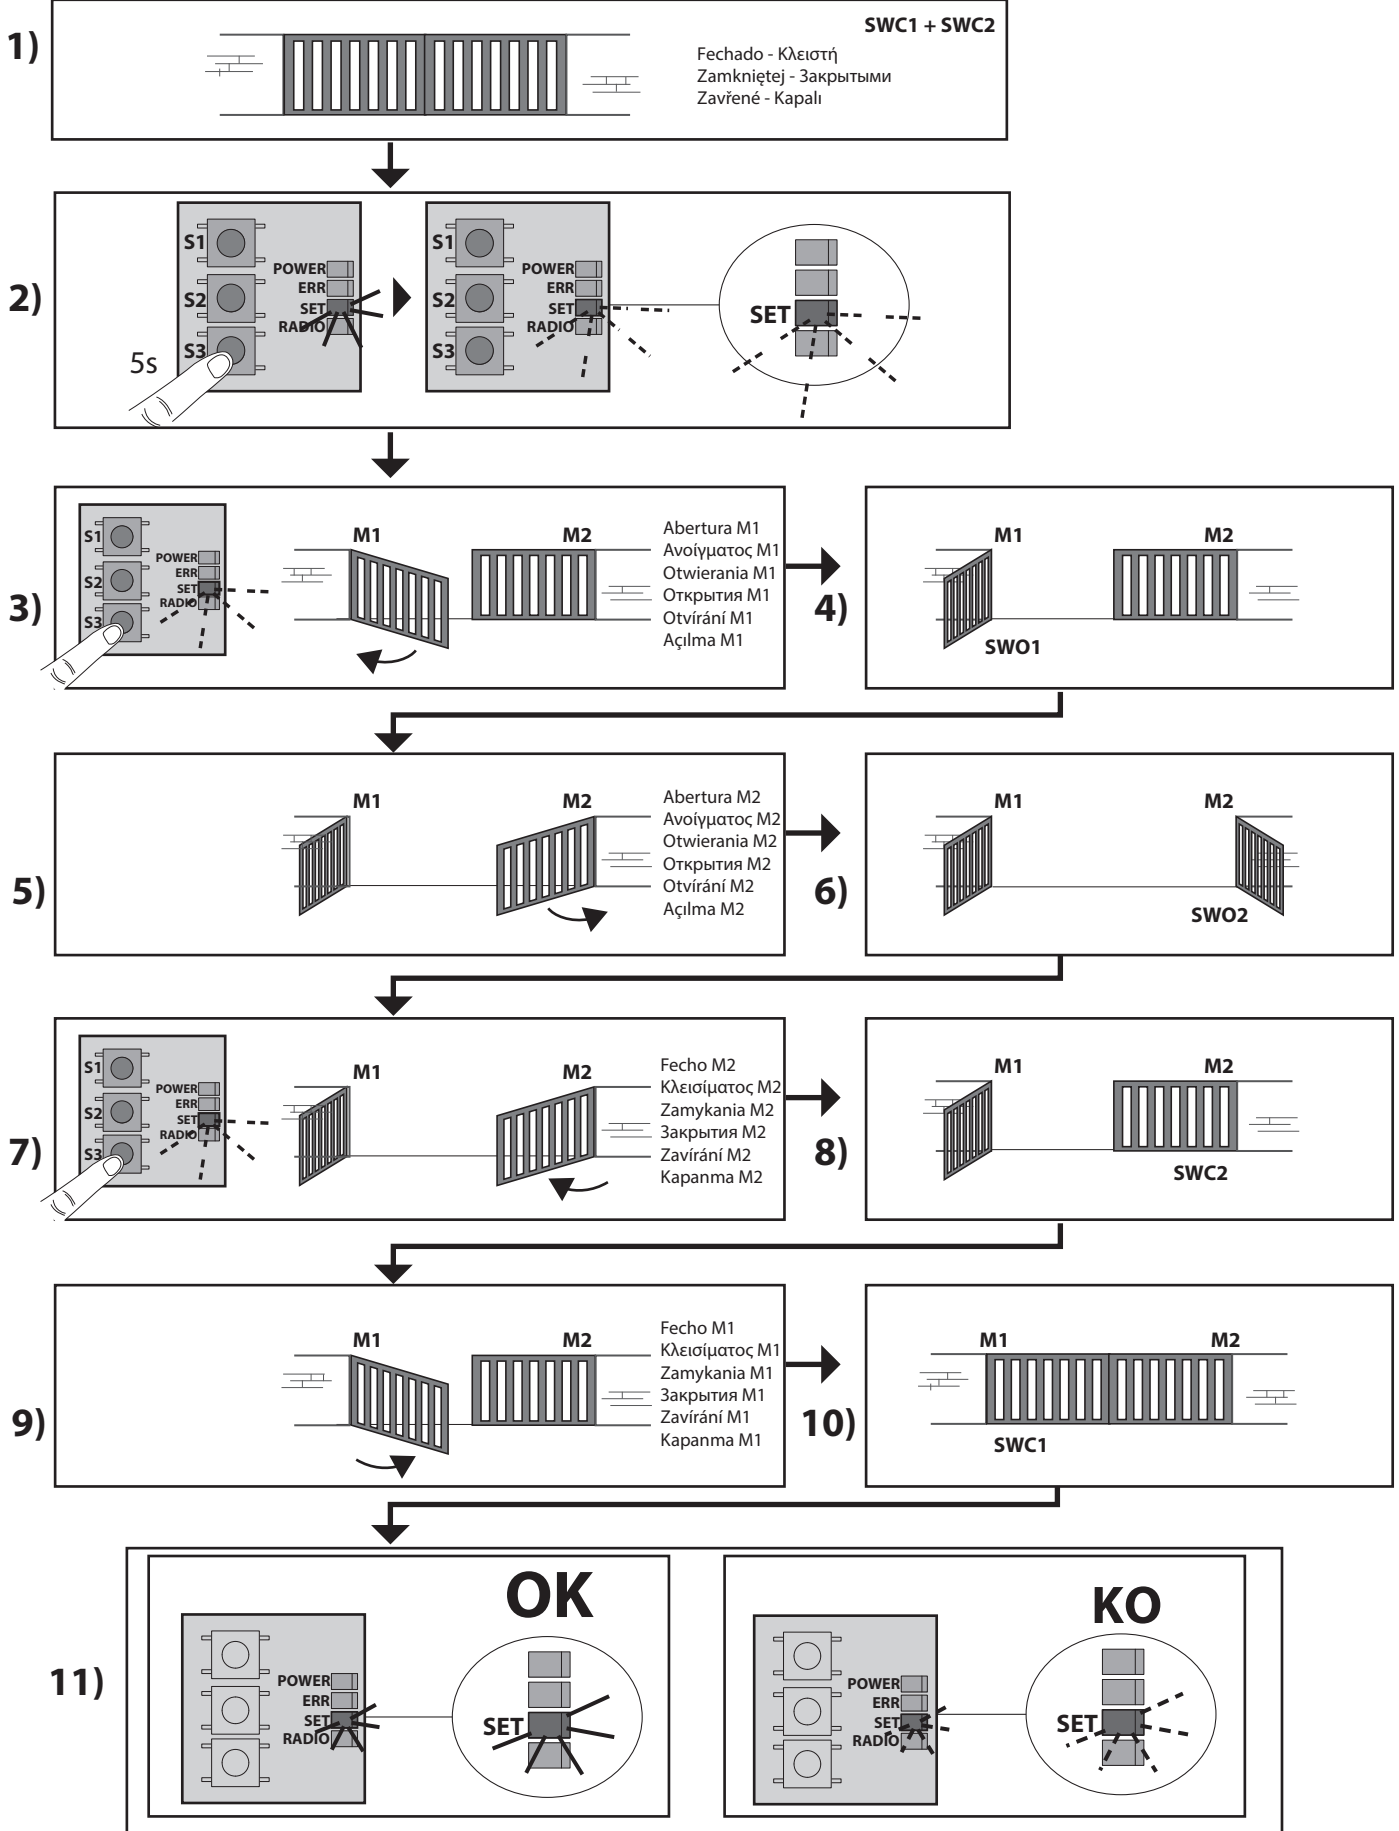 1)
SWC1 + SWC2
Fechado - Κλειστή
Zamkniętej - Закрытыми
Zavřené - Kapalı
2)
S1
S2
S3
POWER
ERR
SET
RADIO
5s
S1
S2
S3
POWER
ERR
SET
RADIO
SET
3)
S1
S2
S3
POWER
ERR
SET
RADIO
M1
M2
Abertura M1
Ανοίγματος M1
Otwierania M1
Открытия M1
Otvírání M1
Açılma M1
4)
M1
M2
SWO1
5)
M1
M2
Abertura M2
Ανοίγματος M2
Otwierania M2
Открытия M2
Otvírání M2
Açılma M2
6)
M1
M2
SWO2
7)
S1
S2
S3
POWER
ERR
SET
RADIO
M1
M2
Fecho M2
Κλεισίματος M2
Zamykania M2
Закрытия M2
Zavírání M2
Kapanma M2
8)
M1
M2
SWC2
9)
M1
M2
Fecho M1
Κλεισίματος M1
Zamykania M1
Закрытия M1
Zavírání M1
Kapanma M1
10)
M1
M2
SWC1
11)
OK
POWER
ERR
SET
RADIO
SET
KO
POWER
ERR
SET
RADIO
SET